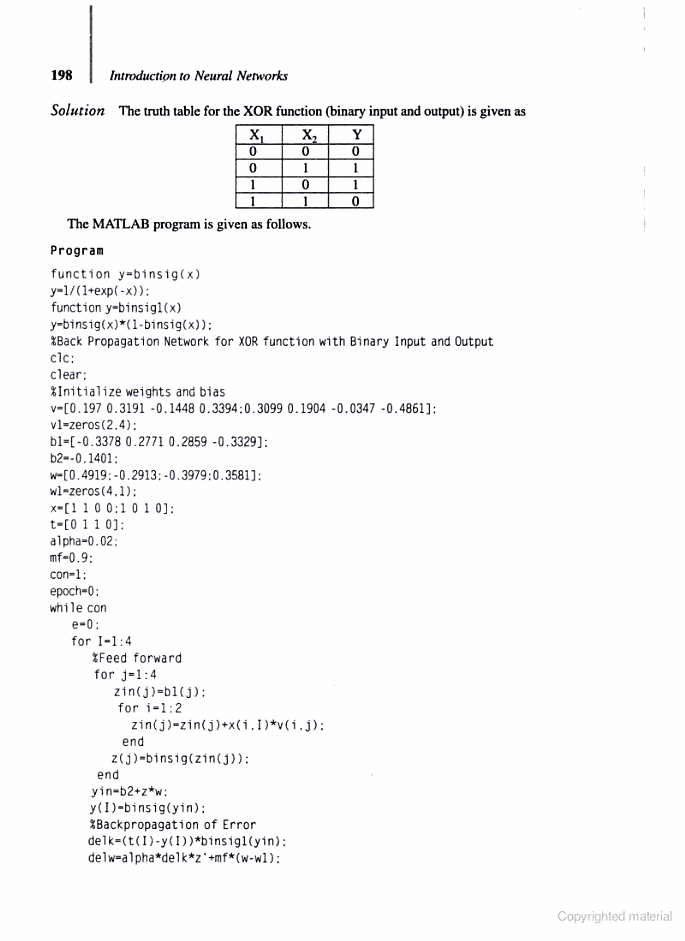 198 Introduction to Neural Networks
Solution The truth table for the XOR function (binary input and output) is given as
X1 X2 Y
0 0 0
0 1 1
1 0 1
1 1 0
The MATLAB program is given as follows.
Program
function y=binsig(x)
y=1/(1+exp(-x));
function y=binsig1(x)
y=binsig(x)*(1-binsig(x));
%Back Propagation Network for XOR function with Binary Input and Output
clc;
clear;
%Initialize weights and bias
v=[0.197 0.3191 -0.1448 0.3394;0.3099 0.1904 -0.0347 -0.4861];
v1=zeros(2,4);
b1=[-0.3378 0.2771 0.2859 -0.3329];
b2=-0.1401;
w=[0.4919;-0.2913;-0.3979;0.3581];
w1=zeros(4,1);
x=[1 1 0 0;1 0 1 0];
t=[0 1 1 0];
alpha=0.02;
mf=0.9;
con=1;
epoch=0;
while con
e=0;
for I=1:4
%Feed forward
for j=1:4
zin(j)=b1(j);
for i=1:2
zin(j)=zin(j)+x(i,I)*v(i,j);
end
z(j)=binsig(zin(j));
end
yin=b2+z*w;
y(I)=binsig(yin);
%Backpropagation of Error
delk=(t(I)-y(I))*binsig1(yin);
delw=alpha*delk*z'+mf*(w-w1);
Copyrighted material